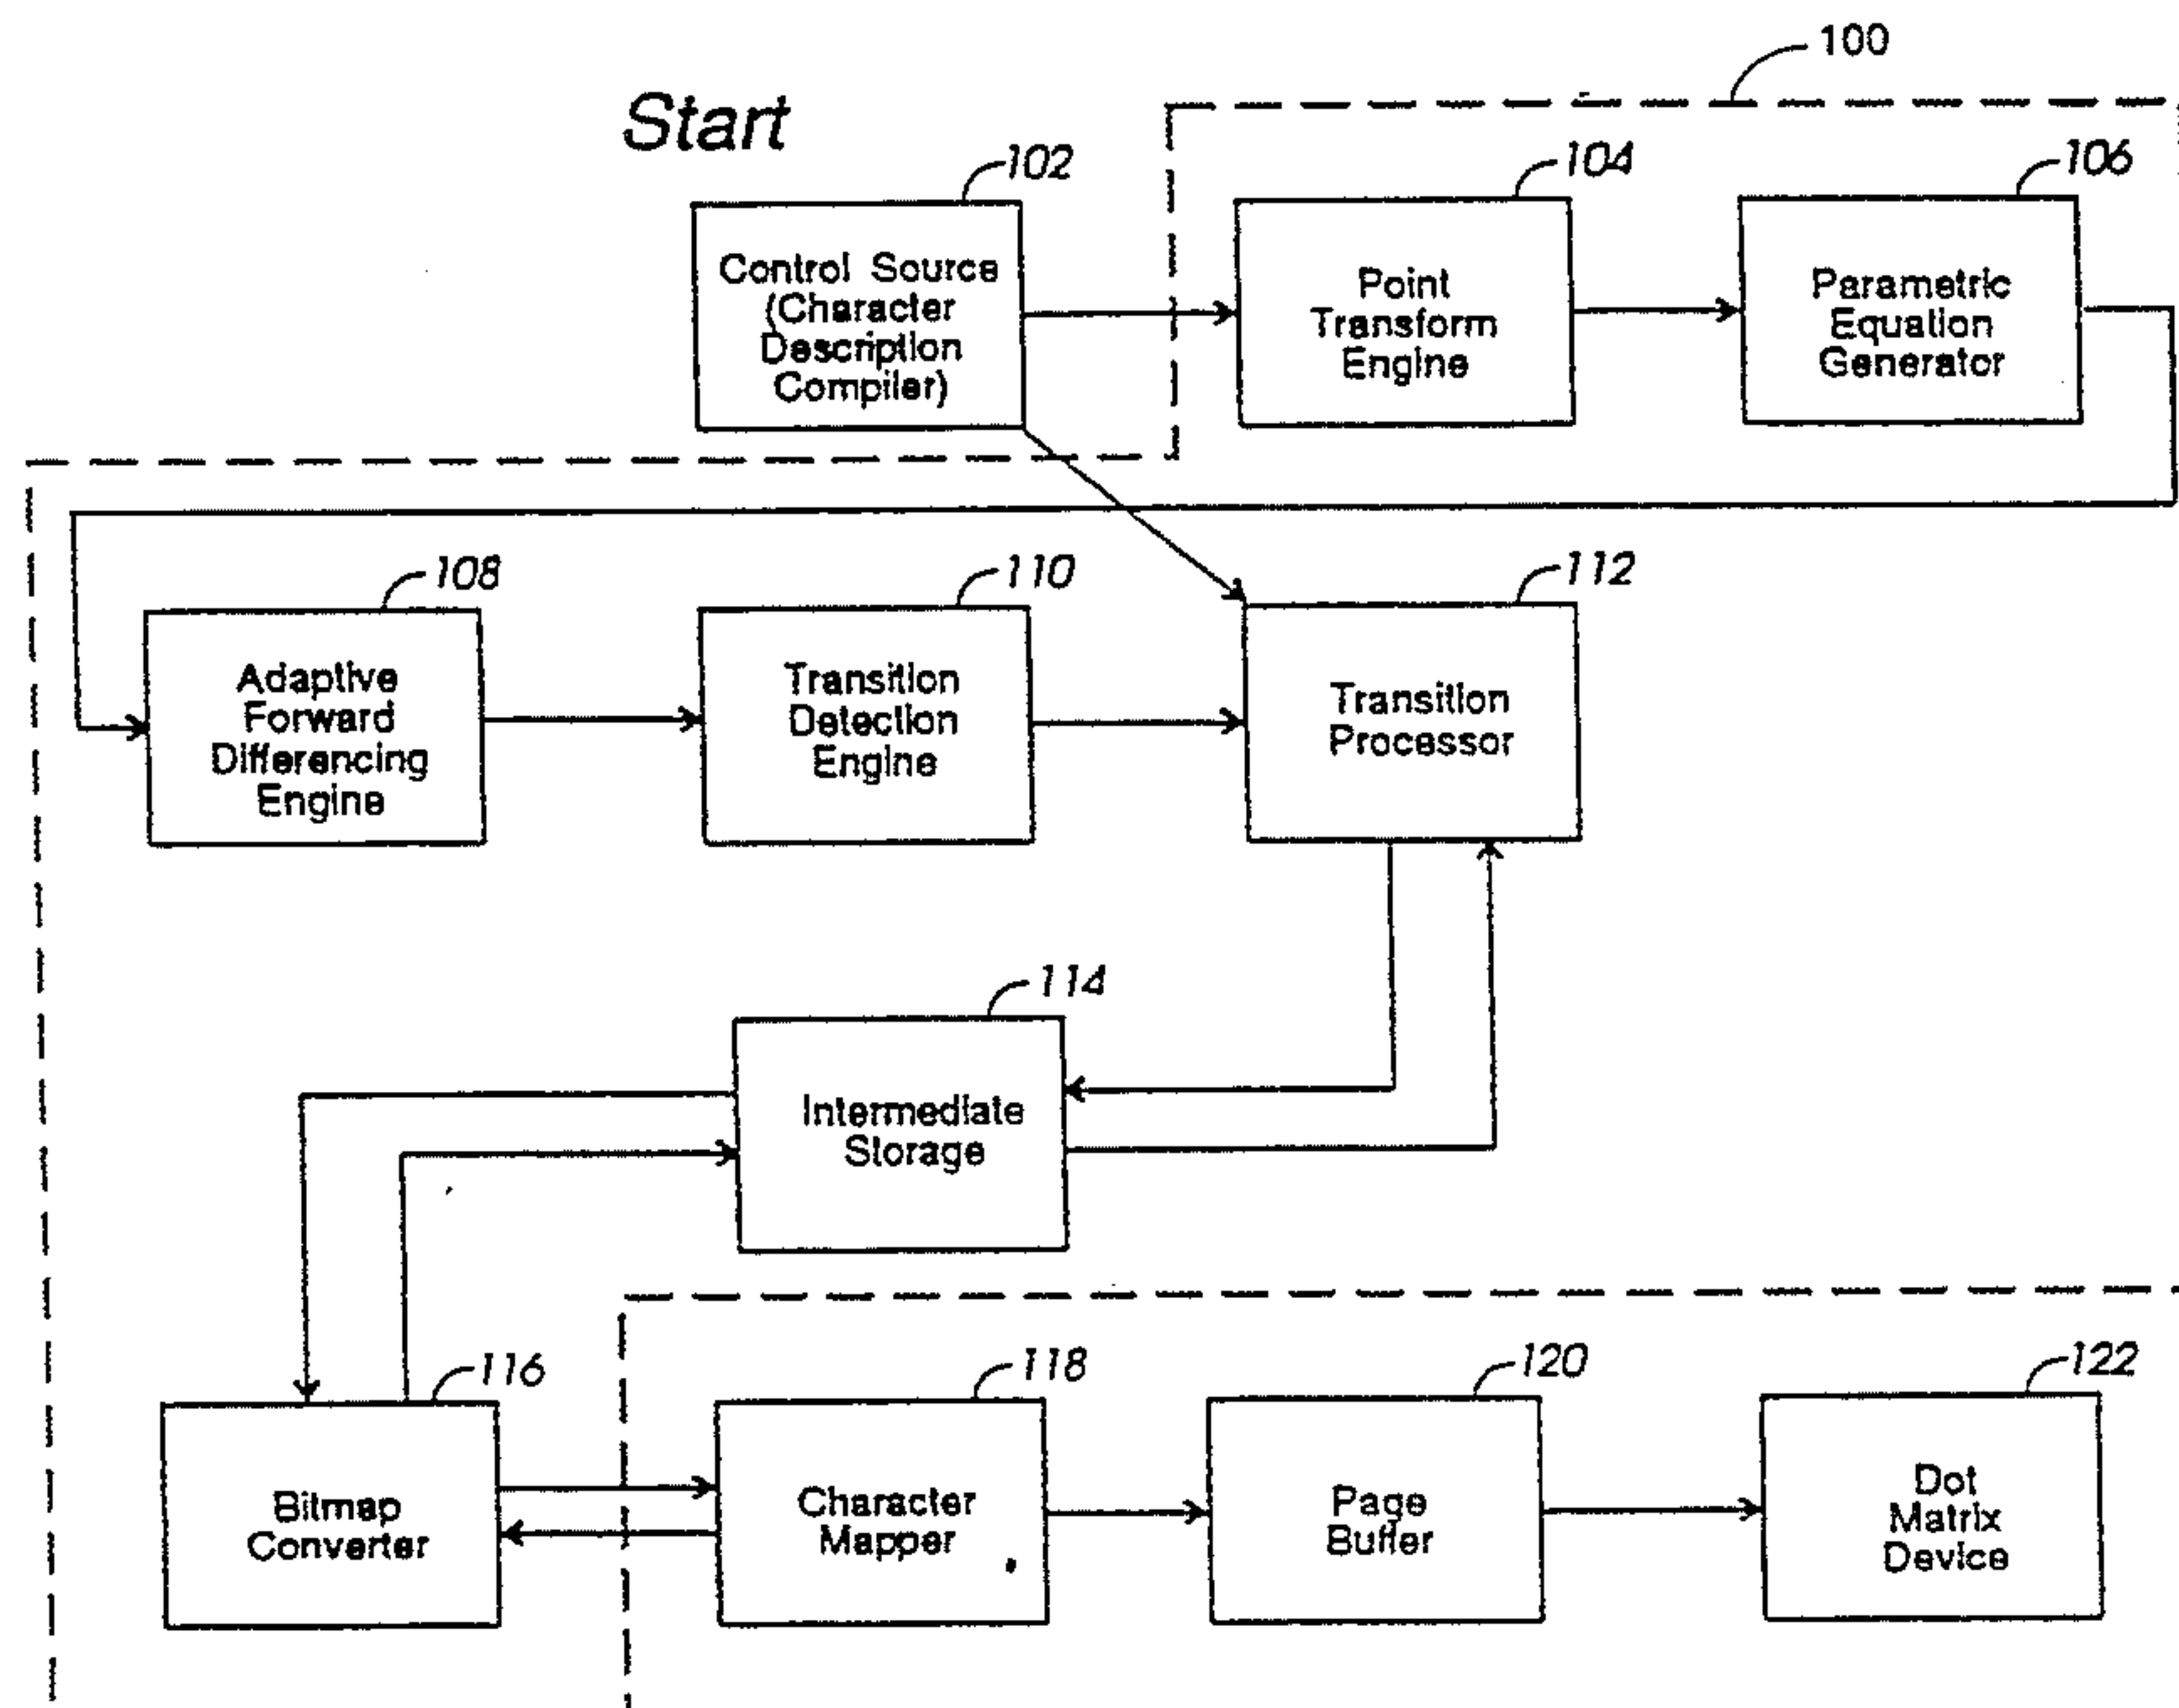 100
Start
102
104
106
Control Source
(Character
Description
Compiler)
Point
Transform
Engine
Parametric
Equation
Generator
108
110
112
Adaptive
Forward
Differencing
Engine
Transition
Detection
Engine
Transition
Processor
114
Intermediate
Storage
116
118
120
122
Bitmap
Converter
Character
Mapper
Page
Buffer
Dot
Matrix
Device